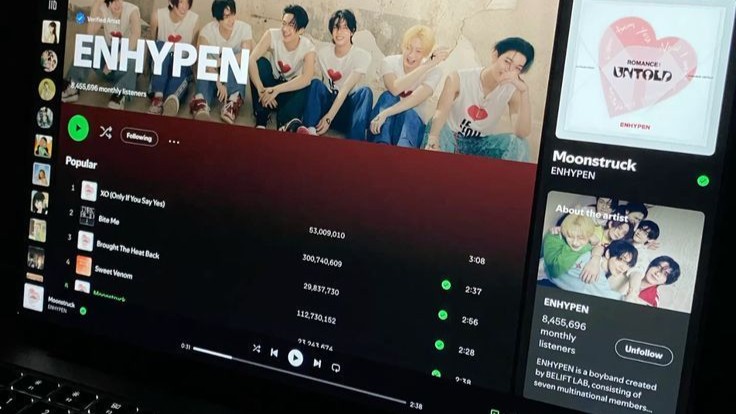 Verified Artist
ENHYPEN
8,455,696 monthly listeners
Following
Popular
1 XO (Only If You Say Yes) 53,009,010 3:08
2 Bite Me 300,740,609 2:37
3 Brought The Heat Back 29,837,730 2:56
4 Sweet Venom 112,730,152 2:28
Moonstruck 2:38
Moonstruck
ENHYPEN
0:31
2:38
ROMANCE:
UNTOLD
ENHYPEN
Moonstruck
ENHYPEN
About the artist
ENHYPEN
8,455,696
monthly
listeners
Unfollow
ENHYPEN is a boyband created
by BELIFT LAB, consisting of
seven multinational members...